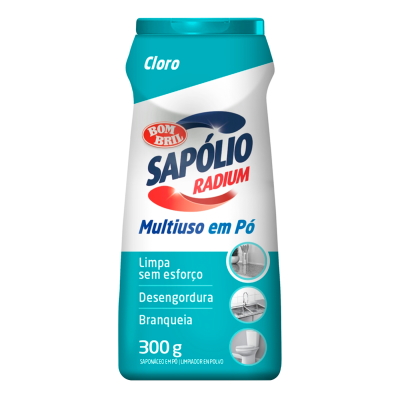 Cloro
BOM
BRIL
SAPÓLIO
RADIUM
Multiuso em Pó
Limpa
sem esforço
Desengordura
Branqueia
300 g
SAPONÁCEO EM PÓ | LIMPIADOR EN POLVO